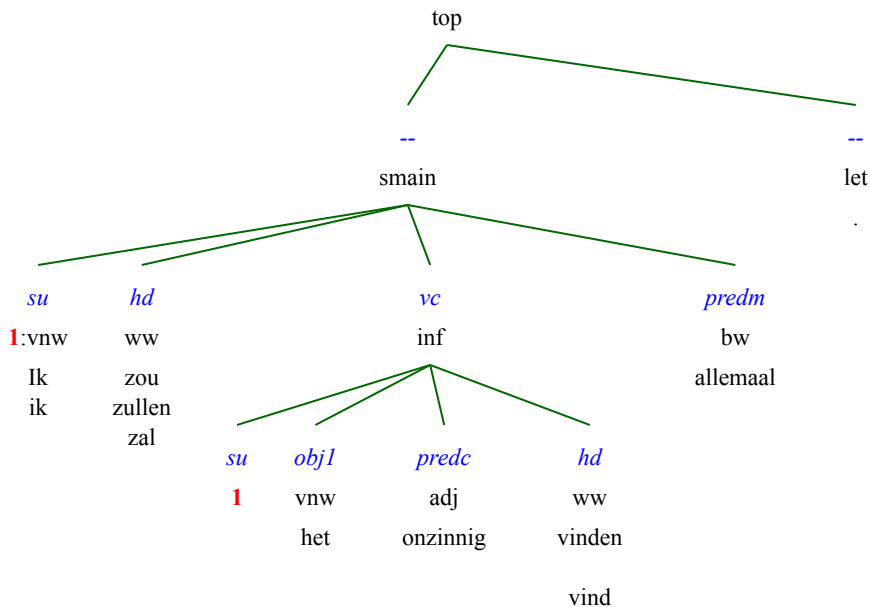 top
-- --
smain let
.
su hd vc predm
1:vnw ww inf bw
Ik zou allemaal
ik zullen
zal
su obj1 predc hd
1 vnw adj ww
het onzinnig vinden
vind